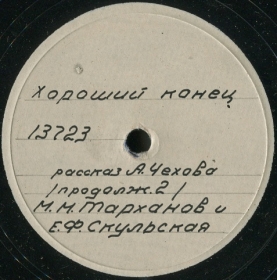 Хороший конец
13723
рассказ А.Чехова
/продолж.2/
М.М.Тарханов и
Е.Ф.Скульская